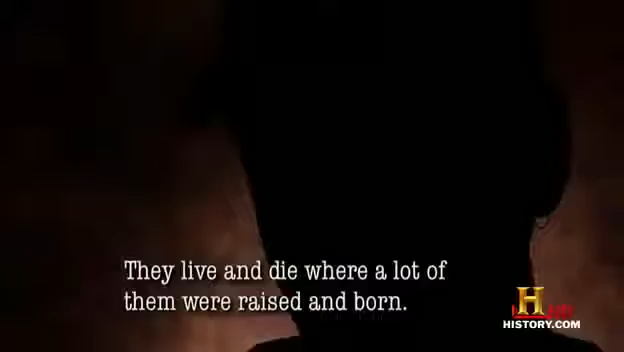 They live and die where a lot of
them were raised and born.
H
HISTORY.COM